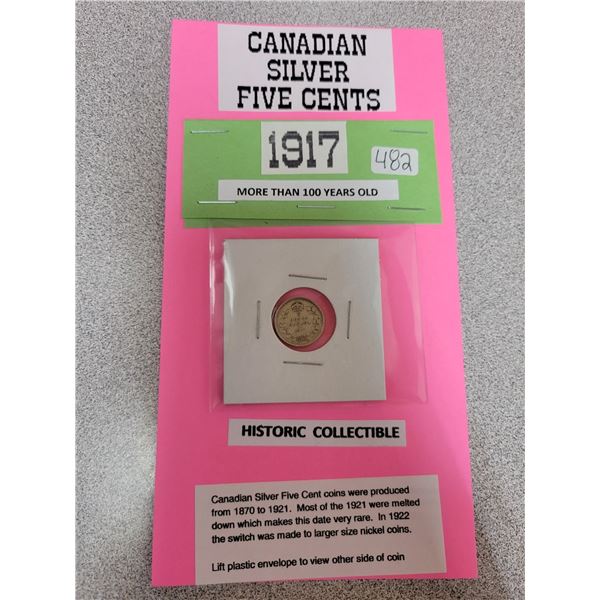 CANADIAN
SILVER
FIVE CENTS
1917
482
MORE THAN 100 YEARS OLD
HISTORIC COLLECTIBLE
Canadian Silver Five Cent coins were produced
from 1870 to 1921. Most of the 1921 were melted
down which makes this date very rare. In 1922
the switch was made to larger size nickel coins.
Lift plastic envelope to view other side of coin